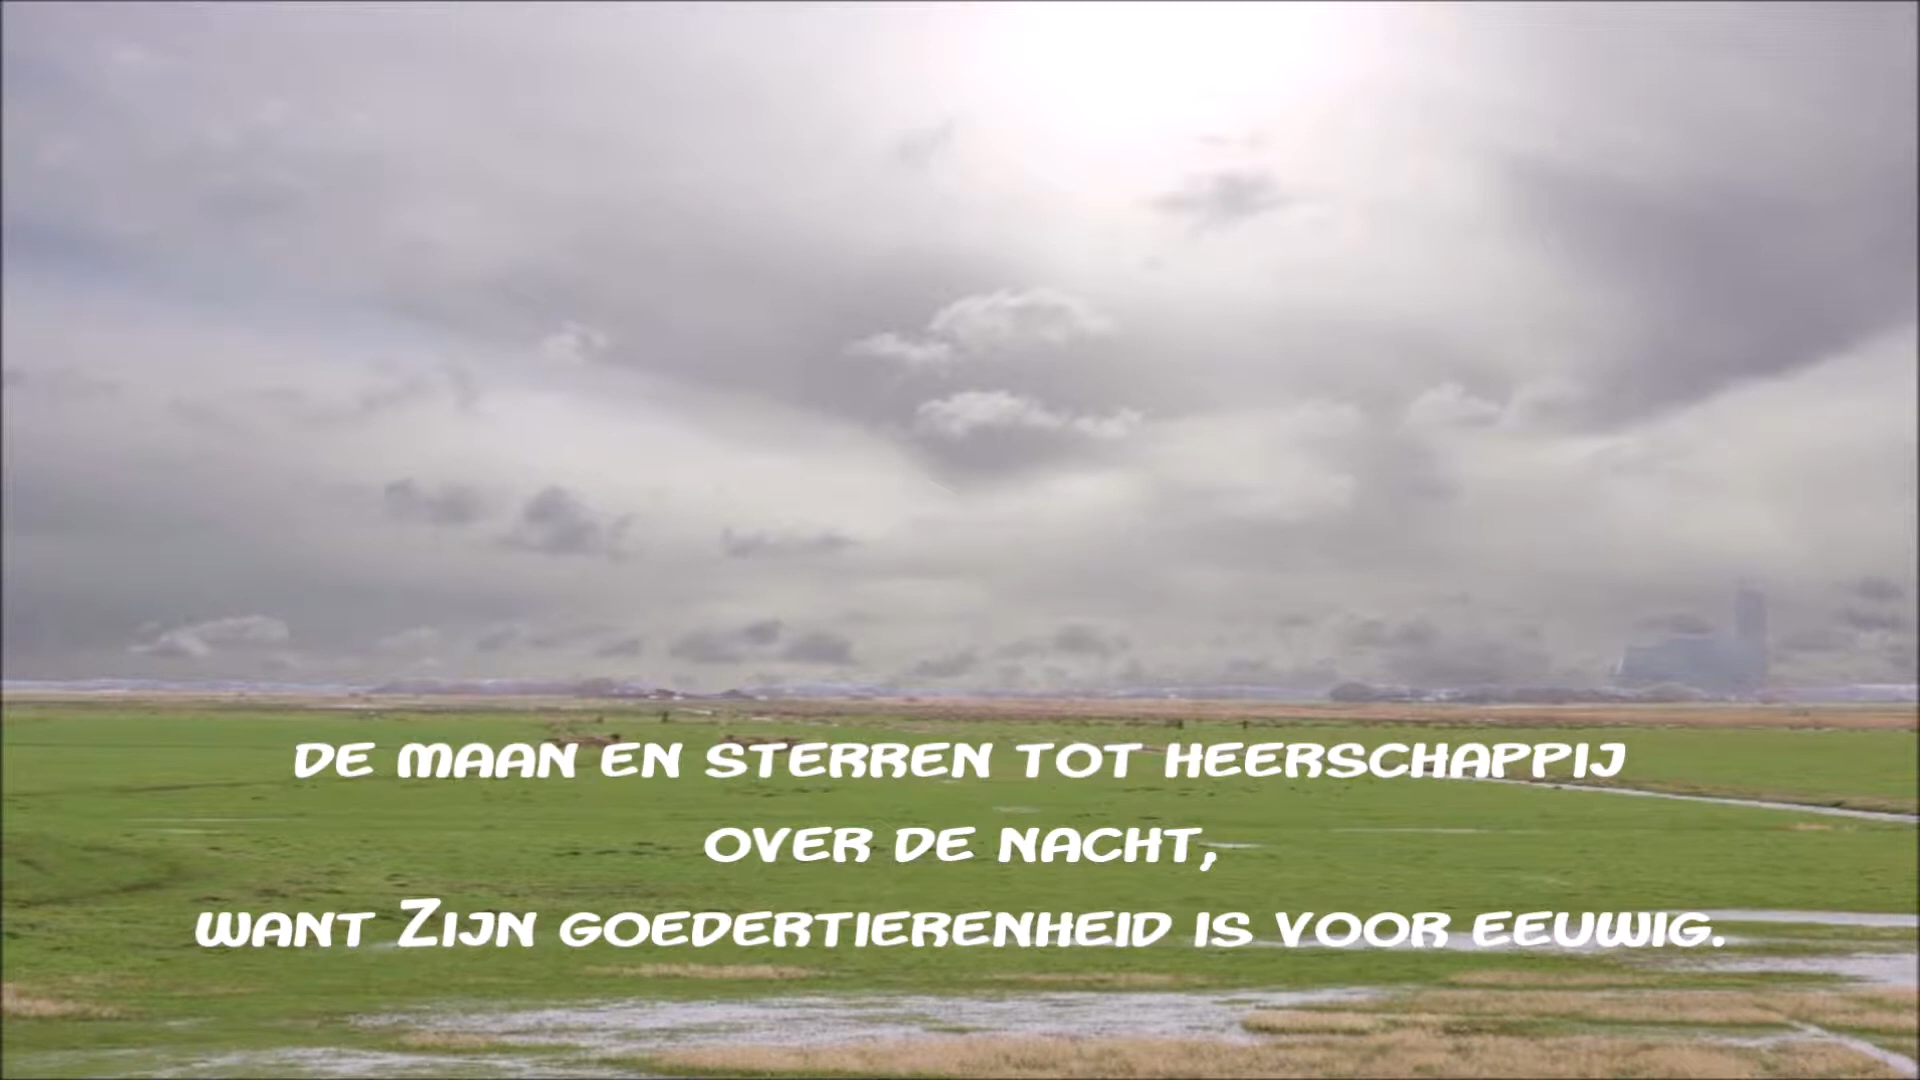 de maan en sterren tot heerschappij
over de nacht,
want Zijn goedertierenheid is voor eeuwig.